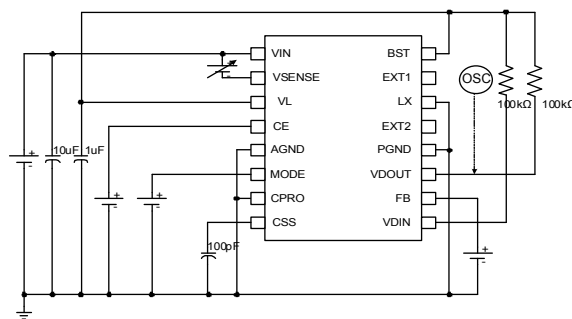 VIN
VSENSE
VL
CE
AGND
MODE
CPRO
CSS
BST
EXT1
LX
EXT2
PGND
VDOUT
FB
VDIN
OSC
100kΩ
100kΩ
10uF
1uF
100pF
+
-
+
-
+
-
+
-
+
-